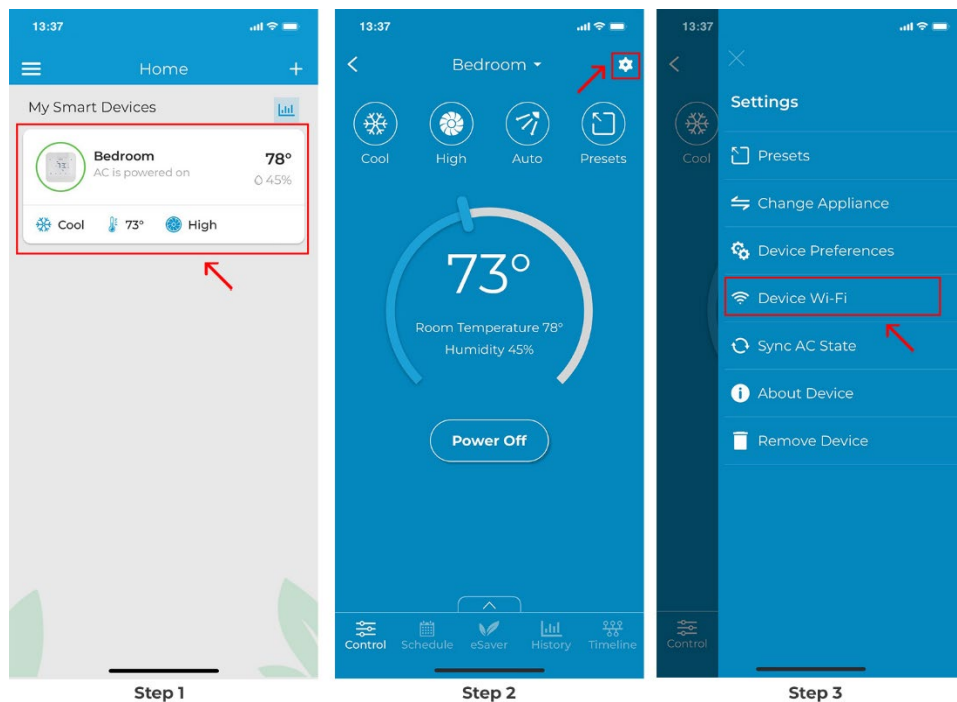 13:37
Home
My Smart Devices
Bedroom
AC is powered on
78°
45%
Cool
73°
High
Step 1
13:37
Bedroom
Cool
High
Auto
Presets
73°
Room Temperature 78°
Humidity 45%
Power Off
Control
Schedule
eSaver
History
Timeline
Step 2
13:37
Cool
Control
Settings
Presets
Change Appliance
Device Preferences
Device Wi-Fi
Sync AC State
About Device
Remove Device
Step 3